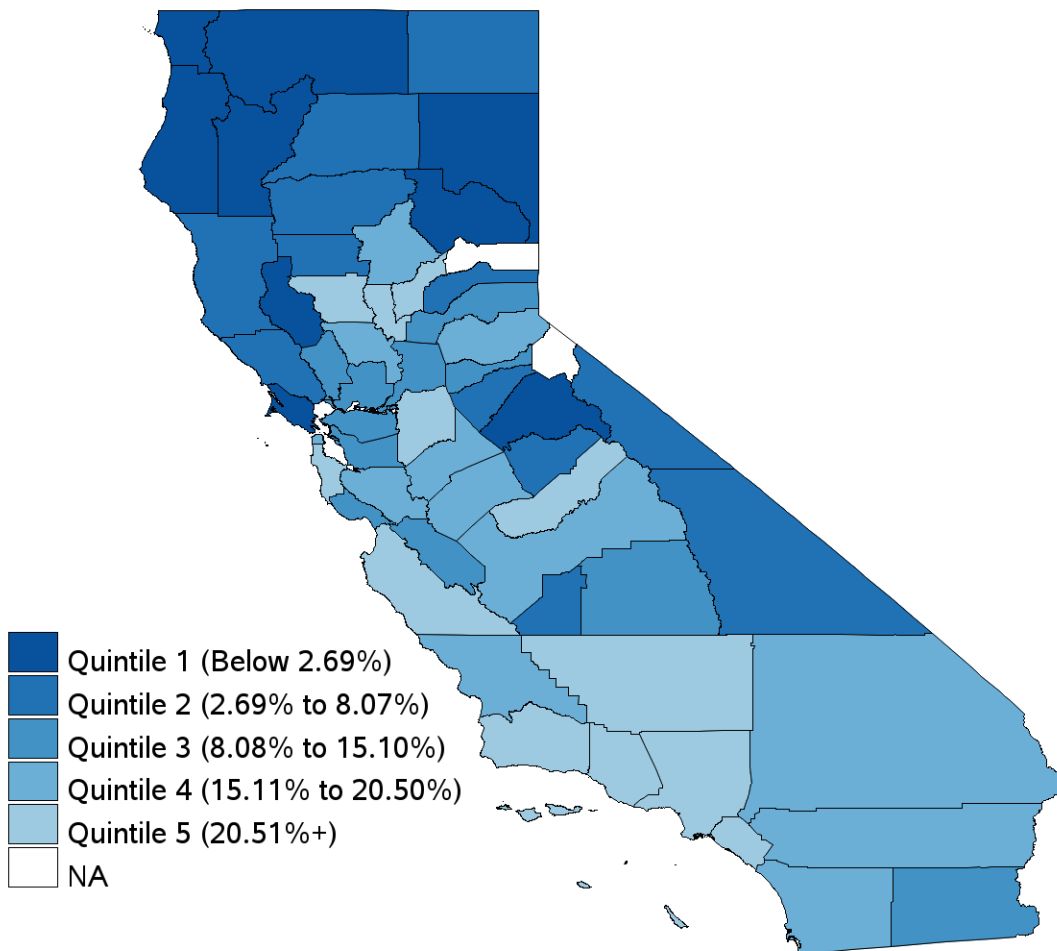 Quintile 1 (Below 2.69%)
Quintile 2 (2.69% to 8.07%)
Quintile 3 (8.08% to 15.10%)
Quintile 4 (15.11% to 20.50%)
Quintile 5 (20.51%+)
NA